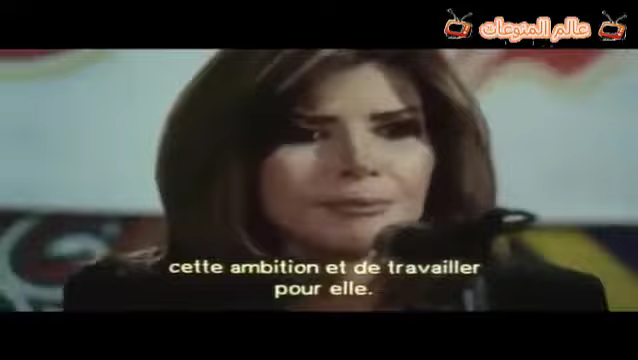 عالم المنوعات
cette ambition et de travailler
pour elle.